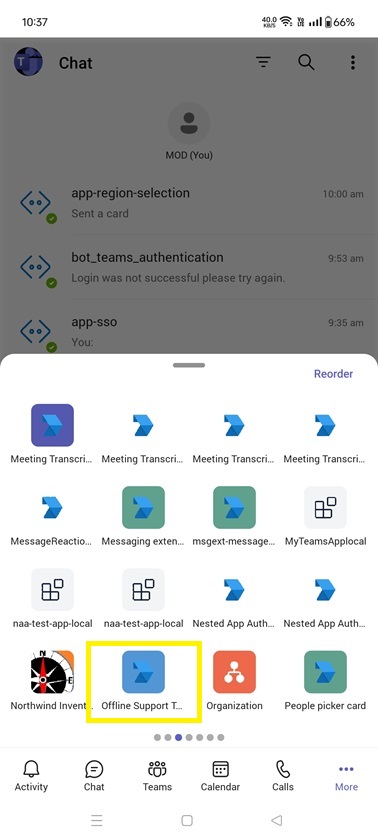 10:37
40.0 KB/S Vo LTE 66%
T Chat
MOD (You)
app-region-selection 10:00 am
Sent a card
bot_teams_authentication 9:53 am
Login was not successful please try again.
app-sso 9:35 am
You:
Reorder
Meeting Transcri... Meeting Transcri... Meeting Transcri... Meeting Transcri...
MessageReactio... Messaging exten... msgext-message... MyTeamsApplocal
naa-test-app-local naa-test-app-local Nested App Auth... Nested App Auth...
N
Northwind Invent... Offline Support T... Organization People picker card
Activity Chat Teams Calendar Calls More